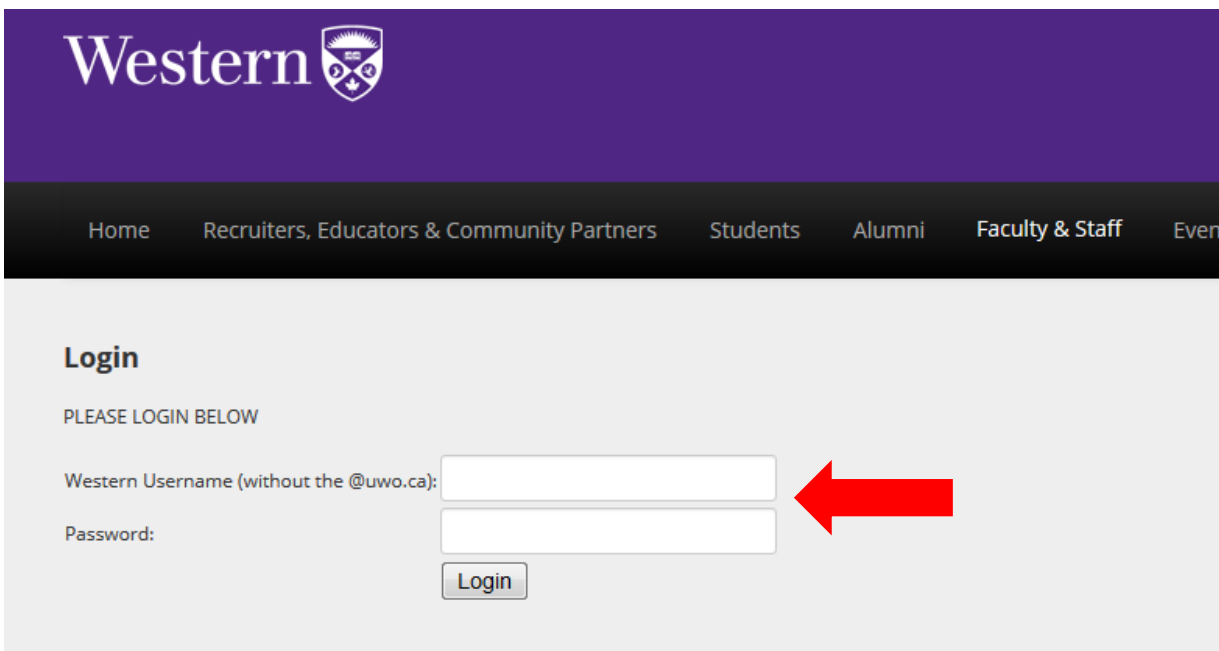 Western
Home Recruiters, Educators & Community Partners Students Alumni Faculty & Staff Even
Login
PLEASE LOGIN BELOW
Western Username (without the @uwo.ca):
Password:
Login